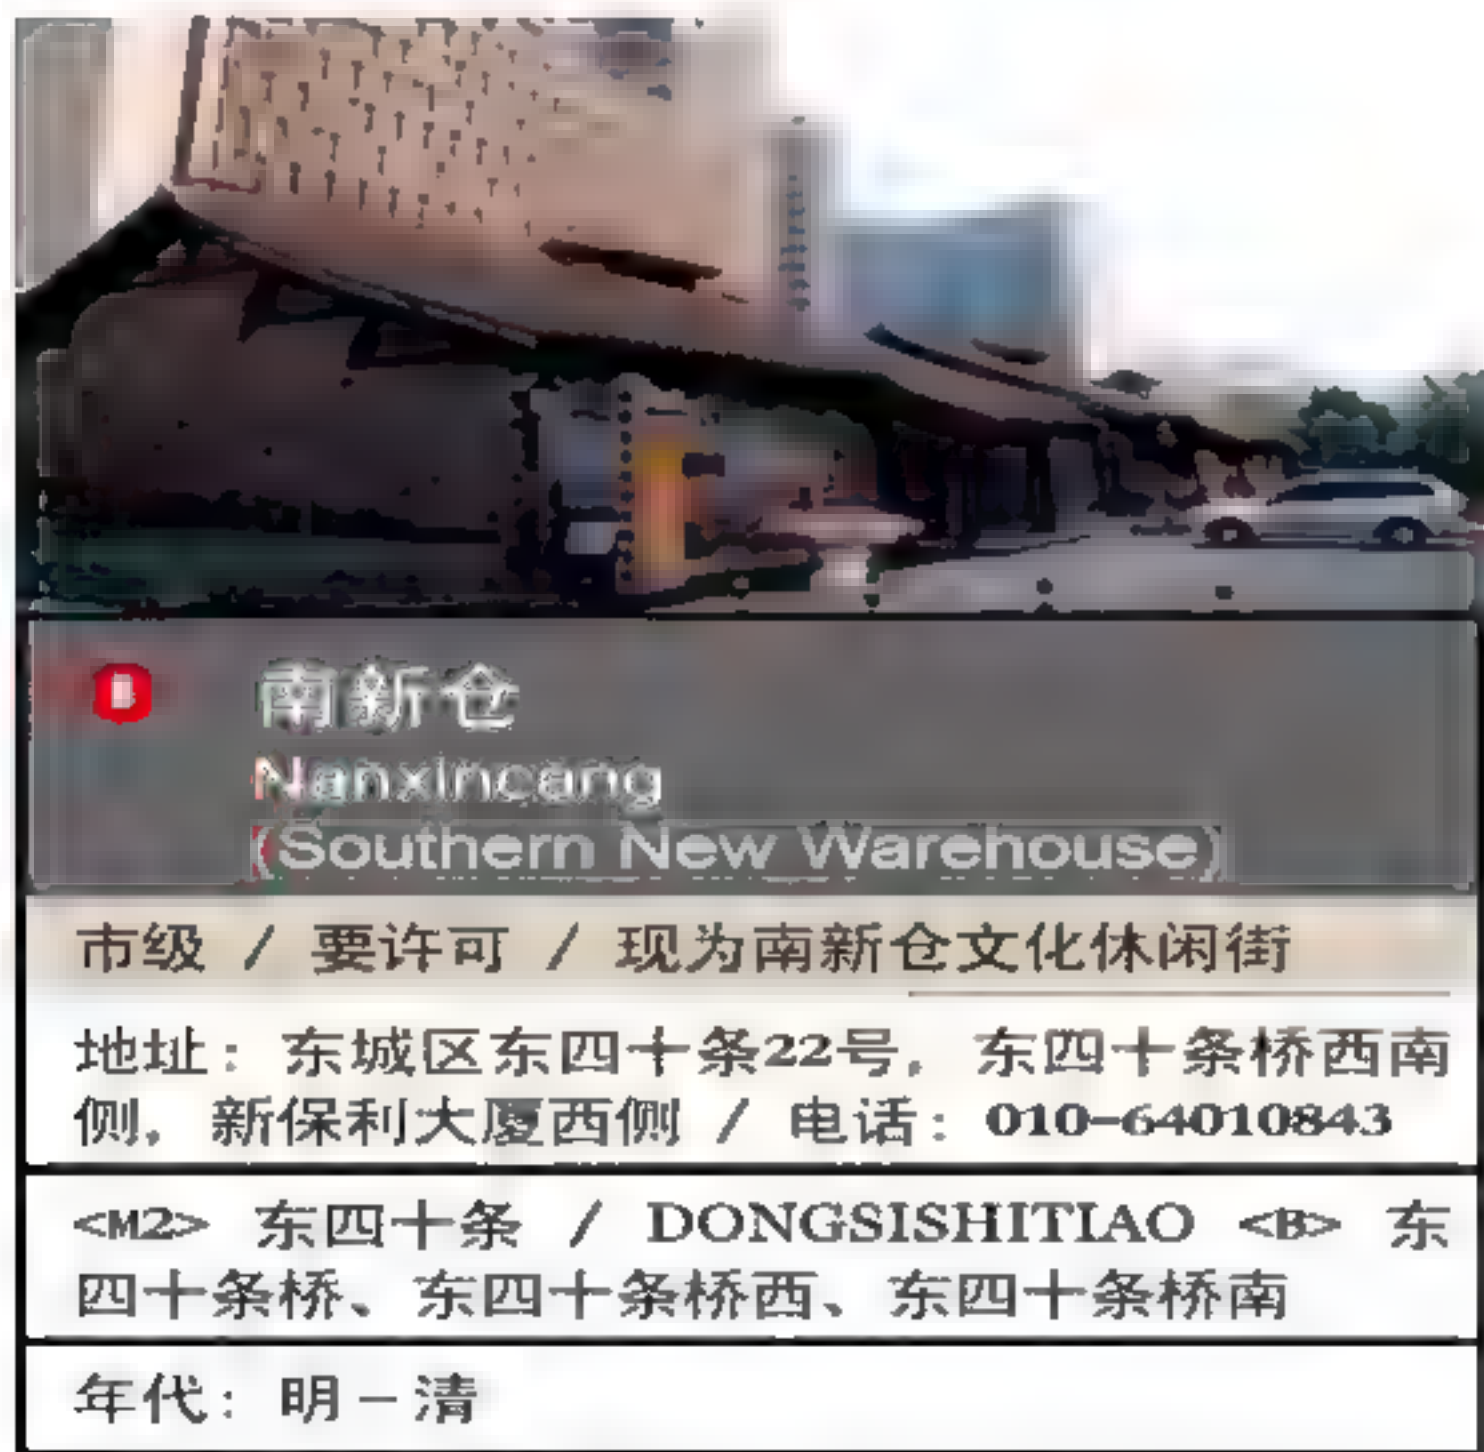 南新仓
Nanxincang
(Southern New Warehouse)
市级 / 要许可 / 现为南新仓文化休闲街
地址：东城区东四十条22号，东四十条桥西南
侧，新保利大厦西侧 / 电话：010-64010843
<M2> 东四十条 / DONGSISHITIAO <B> 东
四十条桥、东四十条桥西、东四十条桥南
年代：明－清